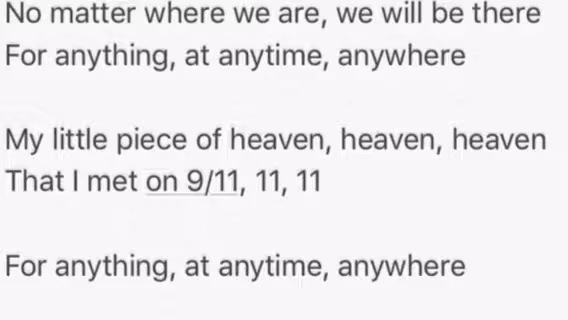 No matter where we are, we will be there
For anything, at anytime, anywhere
My little piece of heaven, heaven, heaven
That I met on 9/11, 11, 11
For anything, at anytime, anywhere